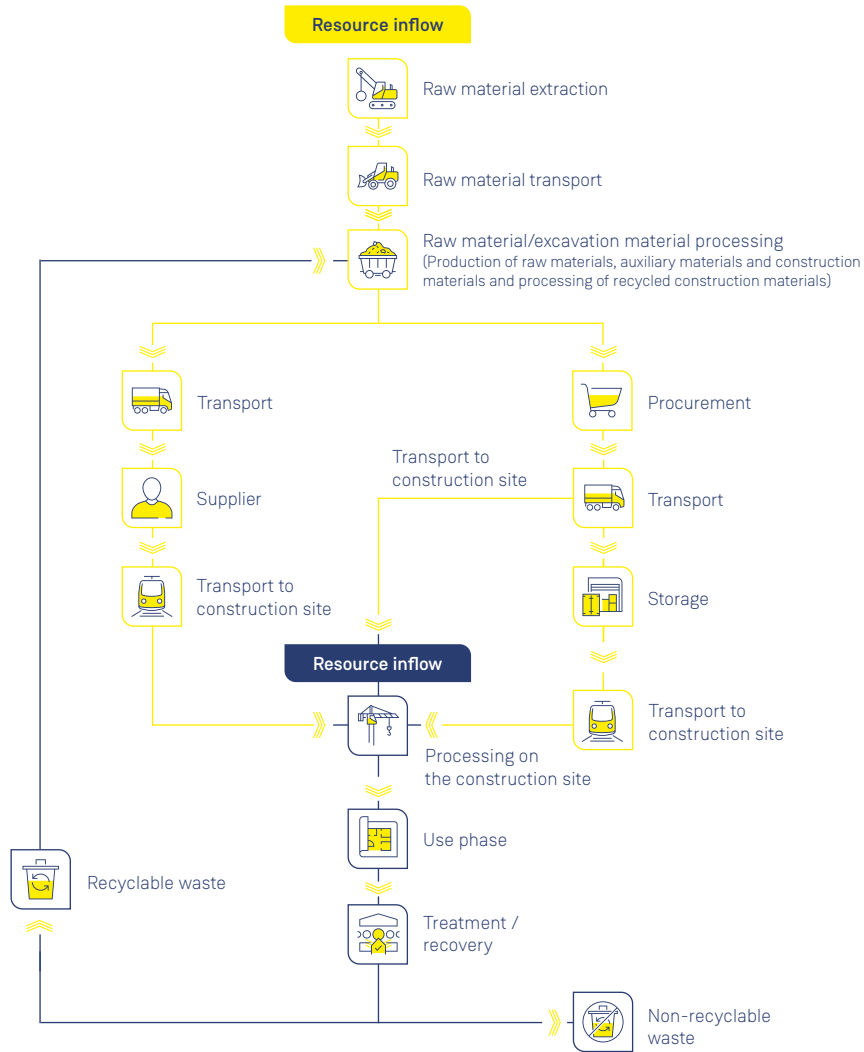 Resource inflow
Raw material extraction
Raw material transport
Raw material/excavation material processing
(Production of raw materials, auxiliary materials and construction
materials and processing of recycled construction materials)
Transport
Procurement
Transport to
construction site
Supplier
Transport
Transport to
construction site
Storage
Resource inflow
Transport to
construction site
Processing on
the construction site
Use phase
Recyclable waste
Treatment /
recovery
Non-recyclable
waste